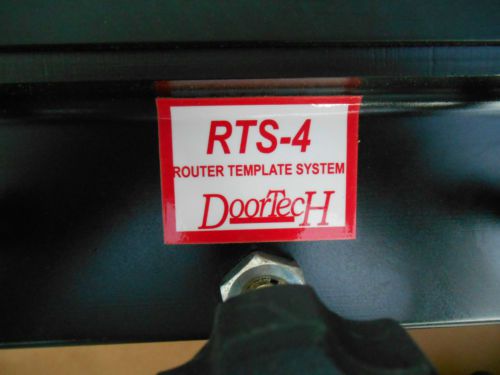 RTS-4
ROUTER TEMPLATE SYSTEM
DoorTecH